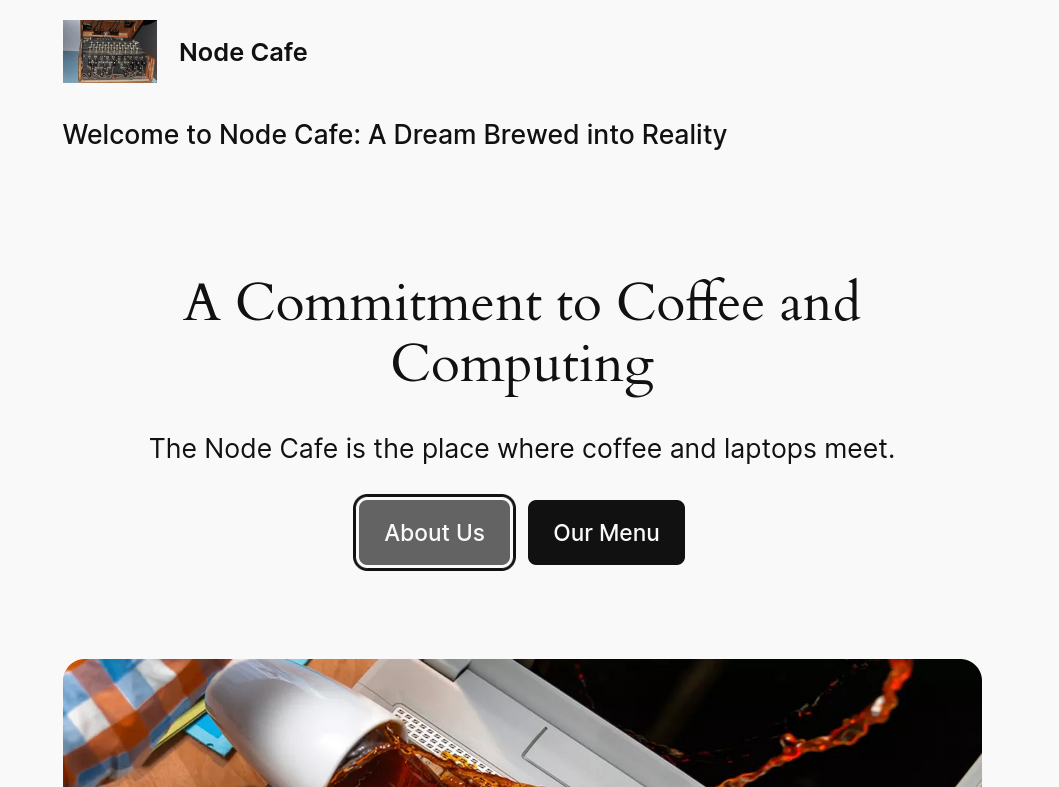 Node Cafe
Welcome to Node Cafe: A Dream Brewed into Reality
A Commitment to Coffee and
Computing
The Node Cafe is the place where coffee and laptops meet.
About Us
Our Menu